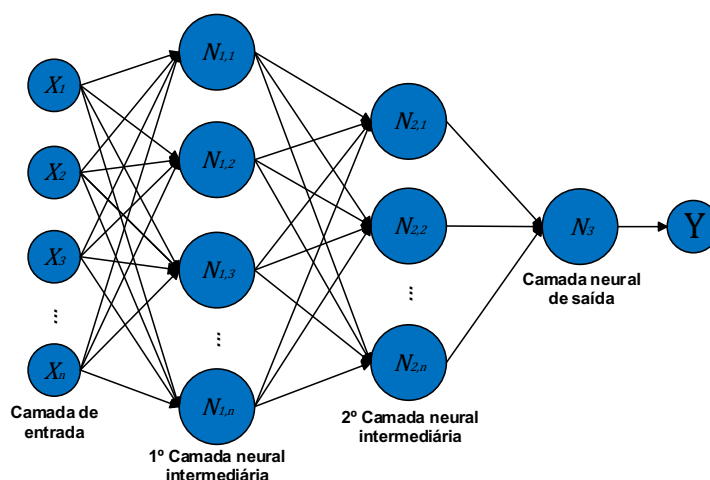 X1
X2
X3
...
Xn
Camada de
entrada
N1,1
N1,2
N1,3
...
N1,n
1º Camada neural
intermediária
N2,1
N2,2
...
N2,n
2º Camada neural
intermediária
N3
Camada neural
de saída
Y